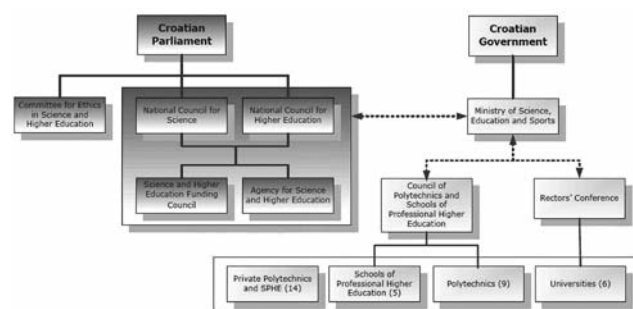 Croatian
Parliament
Croatian
Government
Committee for Ethics
in Science and
Higher Education
National Council for
Science
National Council for
Higher Education
Ministry of Science,
Education and Sports
Science and Higher
Education Funding
Council
Agency for Science
and Higher Education
Council of
Polytechnics and
Schools of
Professional Higher
Education
Rectors' Conference
Private Polytechnics
and SPHE (14)
Schools of
Professional Higher
Education (5)
Polytechnics (9)
Universities (6)